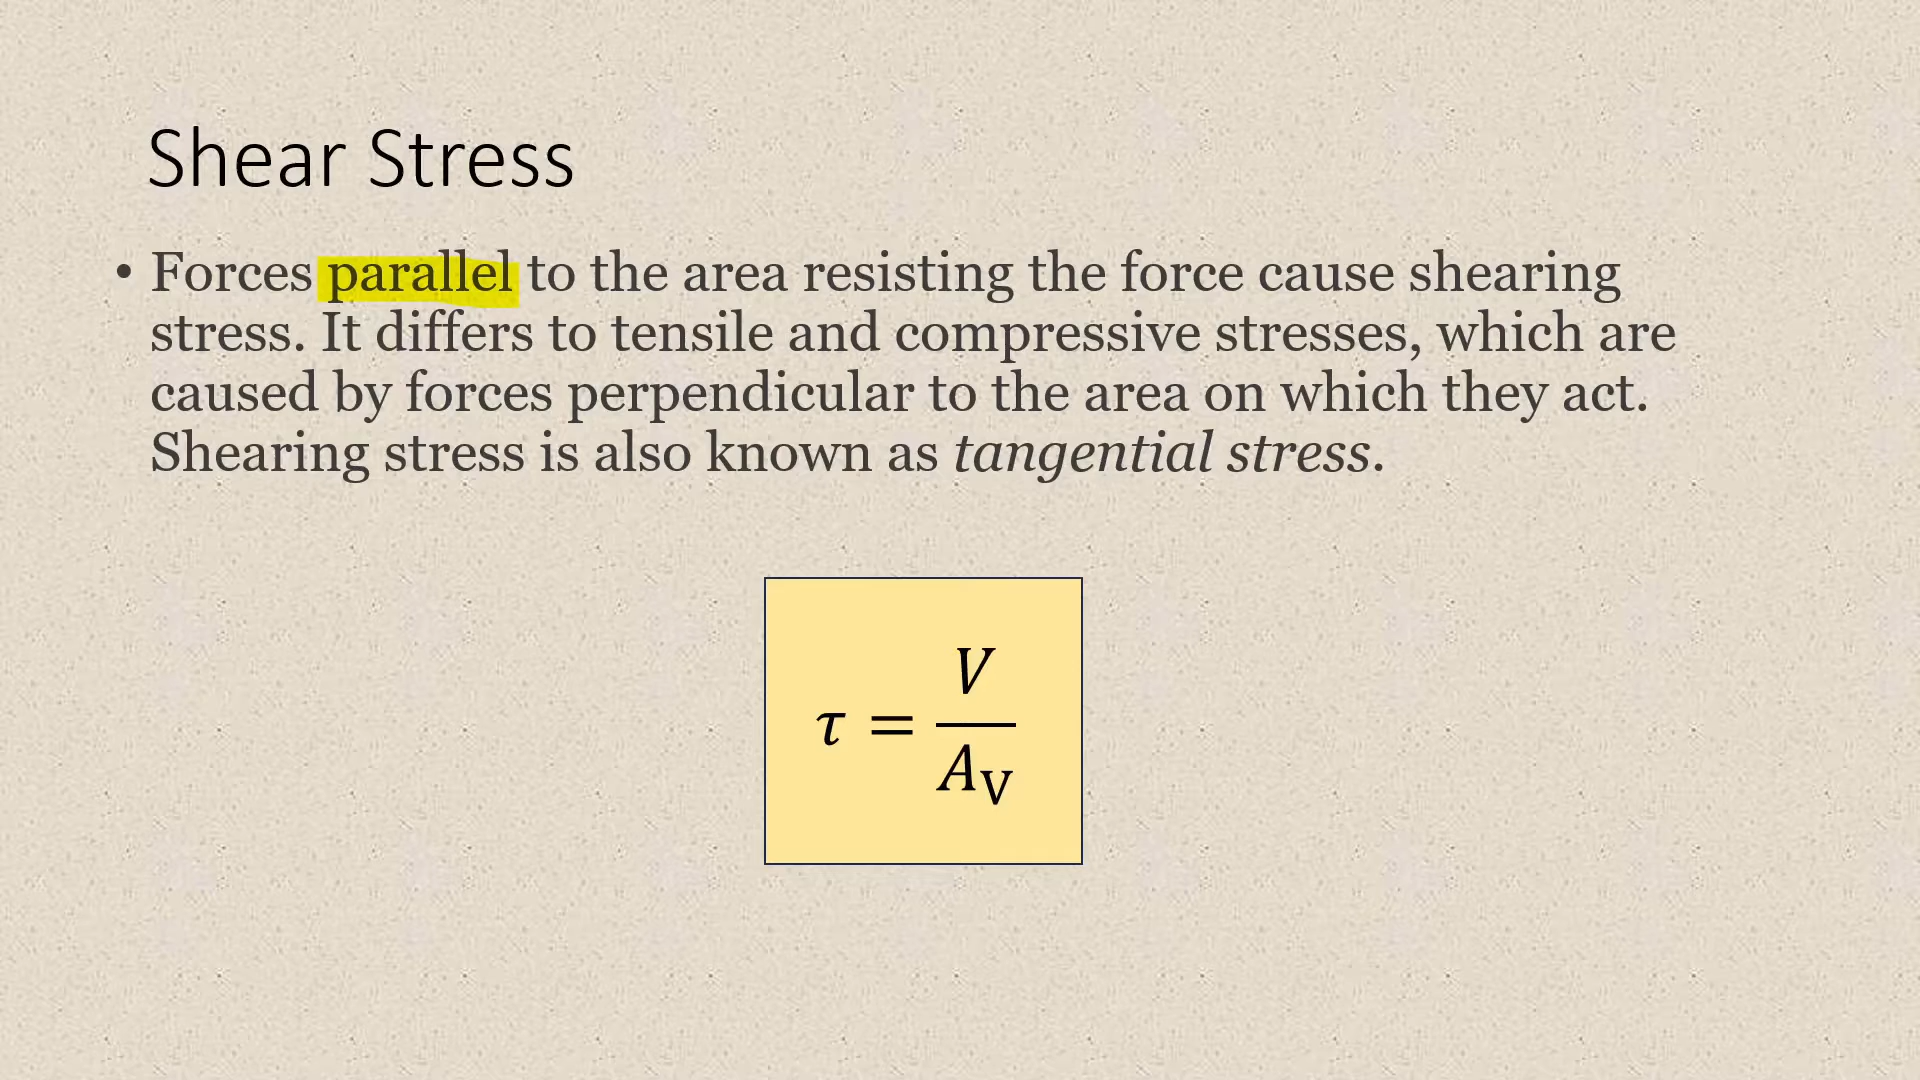 Shear Stress
• Forces parallel to the area resisting the force cause shearing
stress. It differs to tensile and compressive stresses, which are
caused by forces perpendicular to the area on which they act.
Shearing stress is also known as tangential stress.
τ = V / A_V